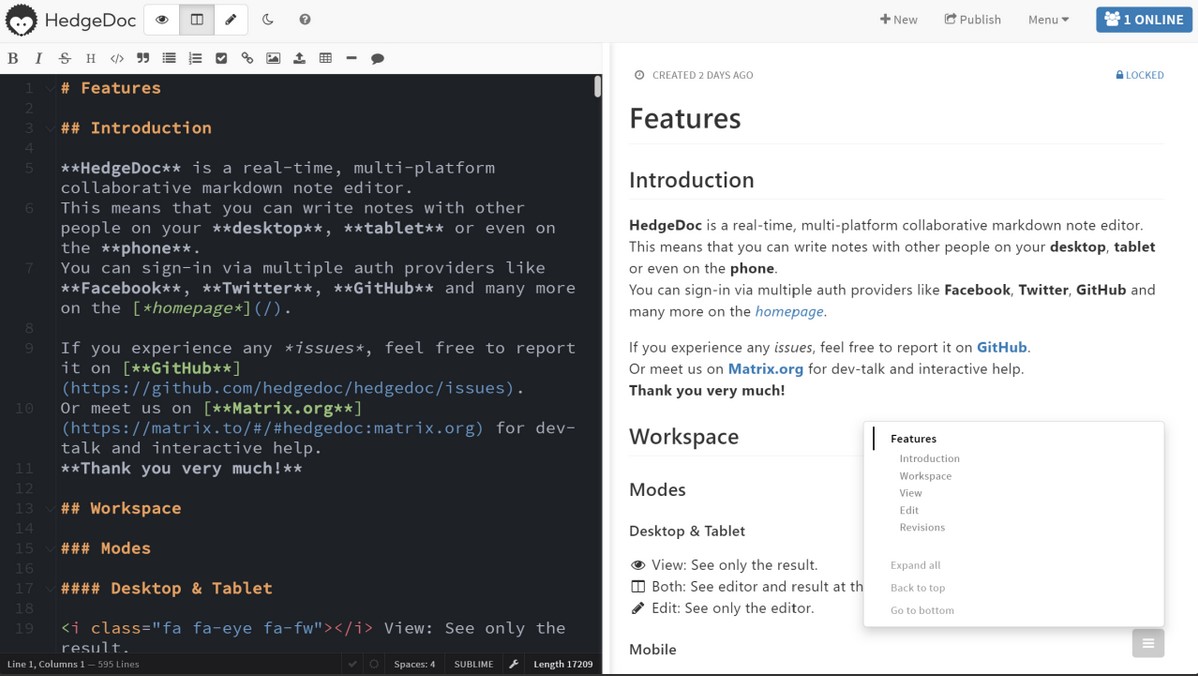 HedgeDoc
+ New
Publish
Menu
1 ONLINE
B I S H </>
1 # Features
2
3 ## Introduction
4
5 **HedgeDoc** is a real-time, multi-platform
collaborative markdown note editor.
6 This means that you can write notes with other
people on your **desktop**, **tablet** or even on
the **phone**.
7 You can sign-in via multiple auth providers like
**Facebook**, **Twitter**, **GitHub** and many more
on the [*homepage*](/).
8
9 If you experience any *issues*, feel free to report
it on [**GitHub**]
(https://github.com/hedgedoc/hedgedoc/issues).
10 Or meet us on [**Matrix.org**]
(https://matrix.to/#/#hedgedoc:matrix.org) for dev-
talk and interactive help.
11 **Thank you very much!**
12
13 ## Workspace
14
15 ### Modes
16
17 #### Desktop & Tablet
18
19 <i class="fa fa-eye fa-fw"></i> View: See only the
result.
Line 1, Columns 1 — 595 Lines
Spaces: 4
SUBLIME
Length 17209
CREATED 2 DAYS AGO
LOCKED
Features
Introduction
HedgeDoc is a real-time, multi-platform collaborative markdown note editor.
This means that you can write notes with other people on your desktop, tablet
or even on the phone.
You can sign-in via multiple auth providers like Facebook, Twitter, GitHub and
many more on the homepage.
If you experience any issues, feel free to report it on GitHub.
Or meet us on Matrix.org for dev-talk and interactive help.
Thank you very much!
Workspace
Modes
Desktop & Tablet
View: See only the result.
Both: See editor and result at th
Edit: See only the editor.
Mobile
Features
Introduction
Workspace
View
Edit
Revisions
Expand all
Back to top
Go to bottom